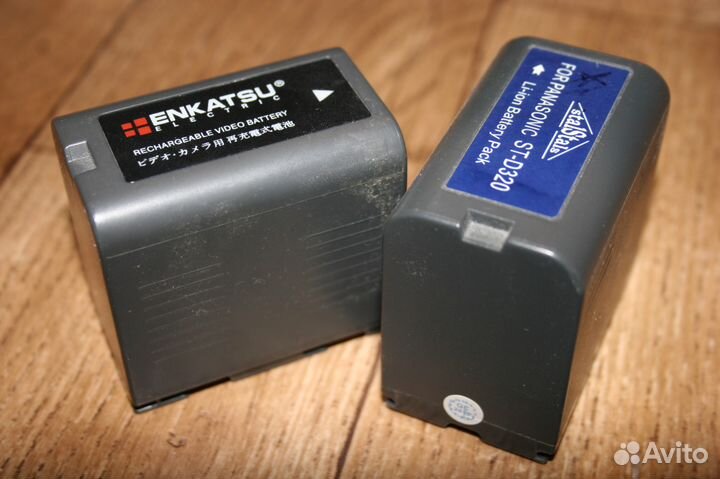 ENKATSU®
ELECTRIC
RECHARGEABLE VIDEO BATTERY
ビデオ・カメラ用再充電式電池
FOR PANASONIC ST-D320
Li-ion Battery Pack
Avito